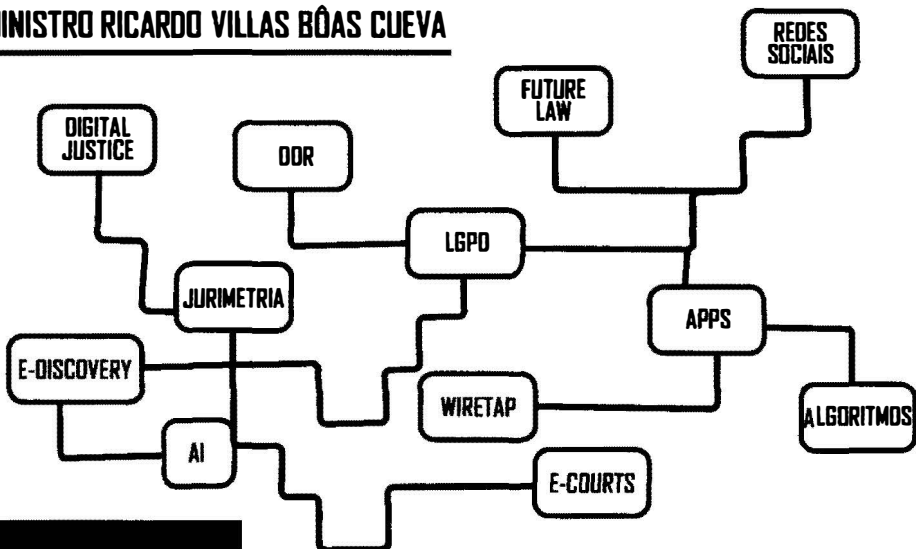 INISTRO RICARDO VILLAS BÔAS CUEVA
REDES
SOCIAIS
FUTURE
LAW
DIGITAL
JUSTICE
ODR
LGPD
JURIMETRIA
APPS
E-DISCOVERY
WIRETAP
ALGORITMOS
AI
E-COURTS